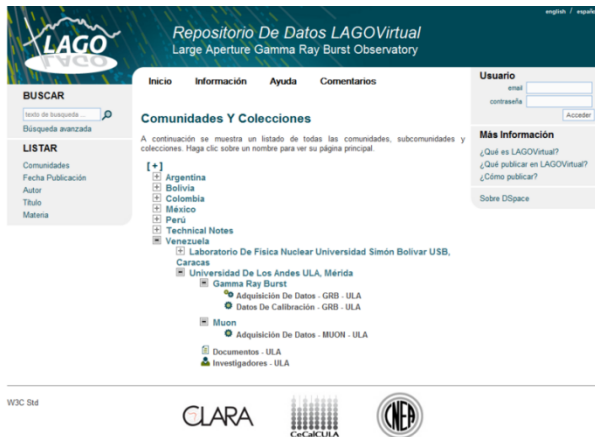 english / español
LAGO
Repositorio De Datos LAGOVirtual
Large Aperture Gamma Ray Burst Observatory
Inicio Información Ayuda Comentarios
BUSCAR
texto de busqueda ...
Búsqueda avanzada
LISTAR
Comunidades
Fecha Publicación
Autor
Título
Materia
Comunidades Y Colecciones
A continuación se muestra un listado de todas las comunidades, subcomunidades y
colecciones. Haga clic sobre un nombre para ver su página principal.
[+]
Argentina
Bolivia
Colombia
México
Perú
Technical Notes
Venezuela
Laboratorio De Física Nuclear Universidad Simón Bolívar USB,
Caracas
Universidad De Los Andes ULA, Mérida
Gamma Ray Burst
Adquisición De Datos - GRB - ULA
Datos De Calibración - GRB - ULA
Muon
Adquisición De Datos - MUON - ULA
Documentos - ULA
Investigadores - ULA
Usuario
email
contraseña
Acceder
Más Información
¿Qué es LAGOVirtual?
¿Qué publicar en LAGOVirtual?
¿Cómo publicar?
Sobre DSpace
W3C Std
CLARA
CeCalCULA
CNEA